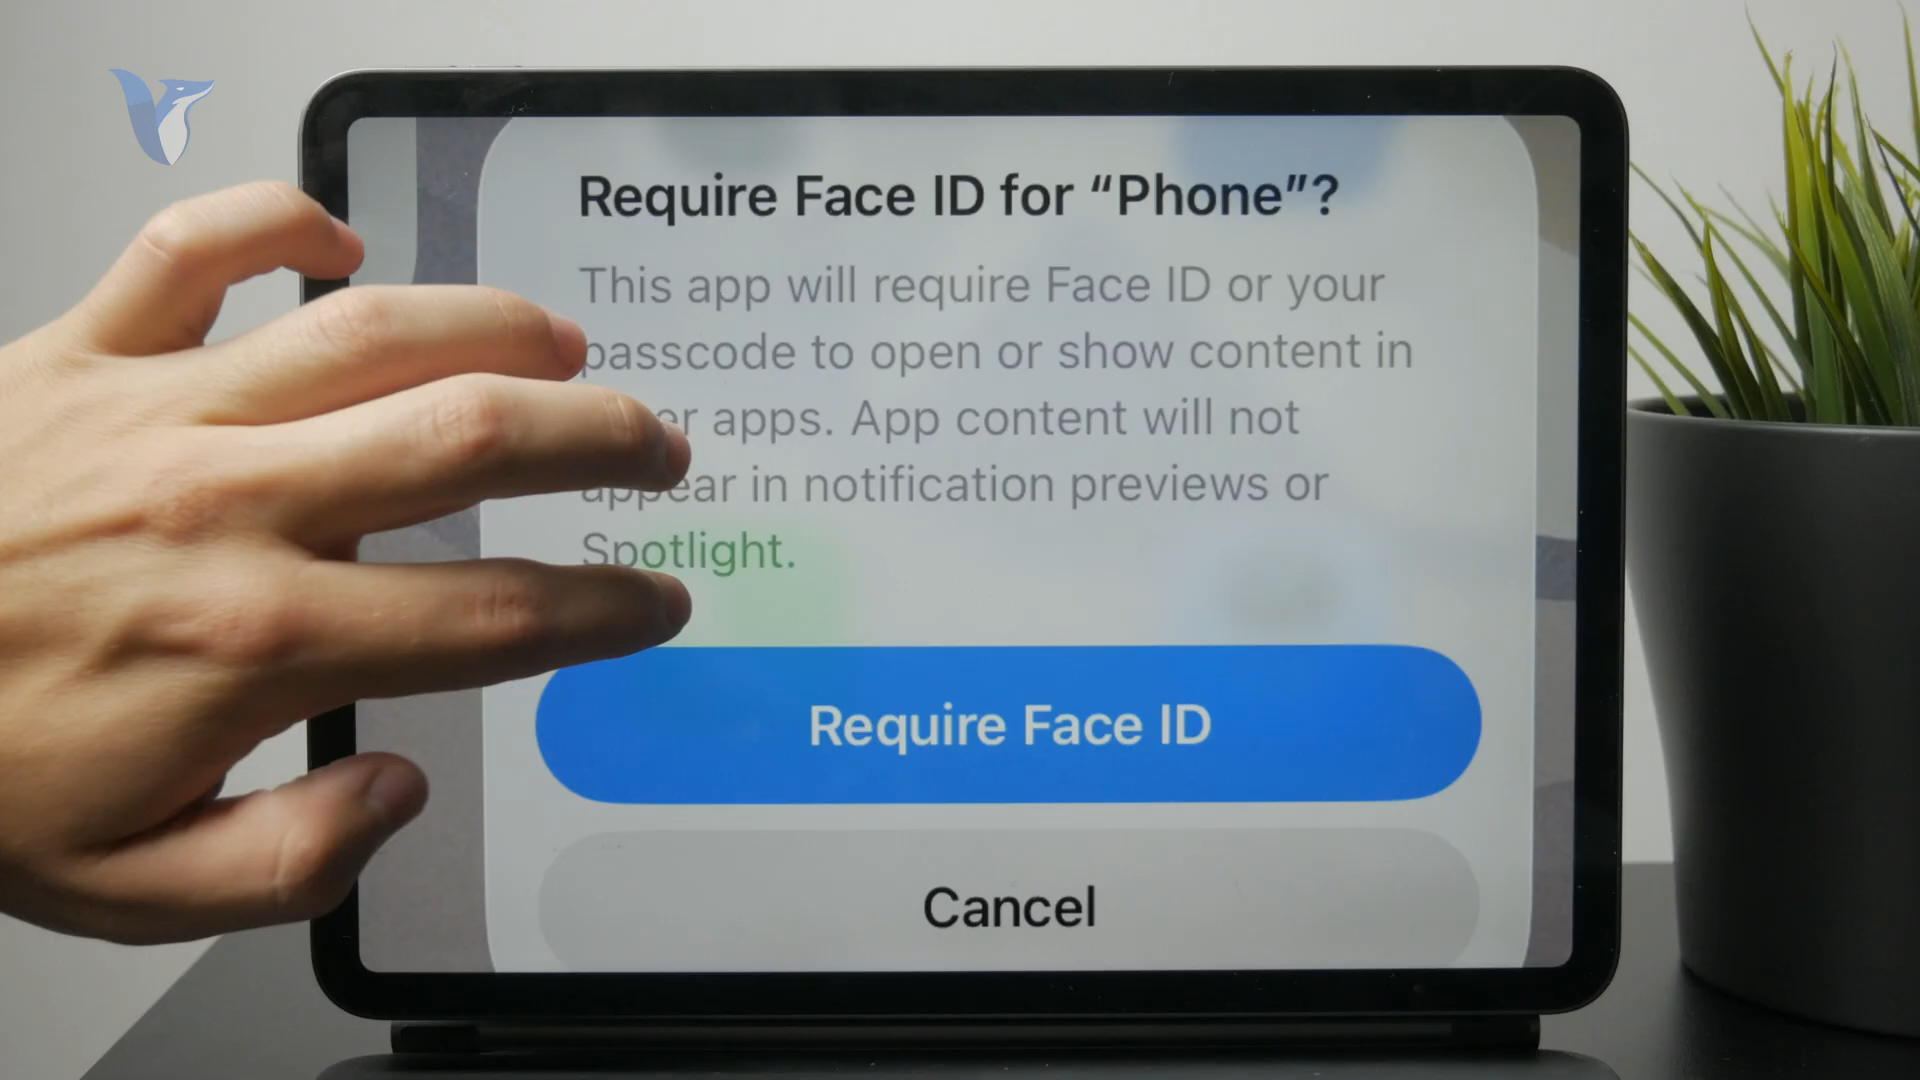 Require Face ID for “Phone”?
This app will require Face ID or your
passcode to open or show content in
apps. App content will not
appear in notification previews or
Spotlight.
Require Face ID
Cancel